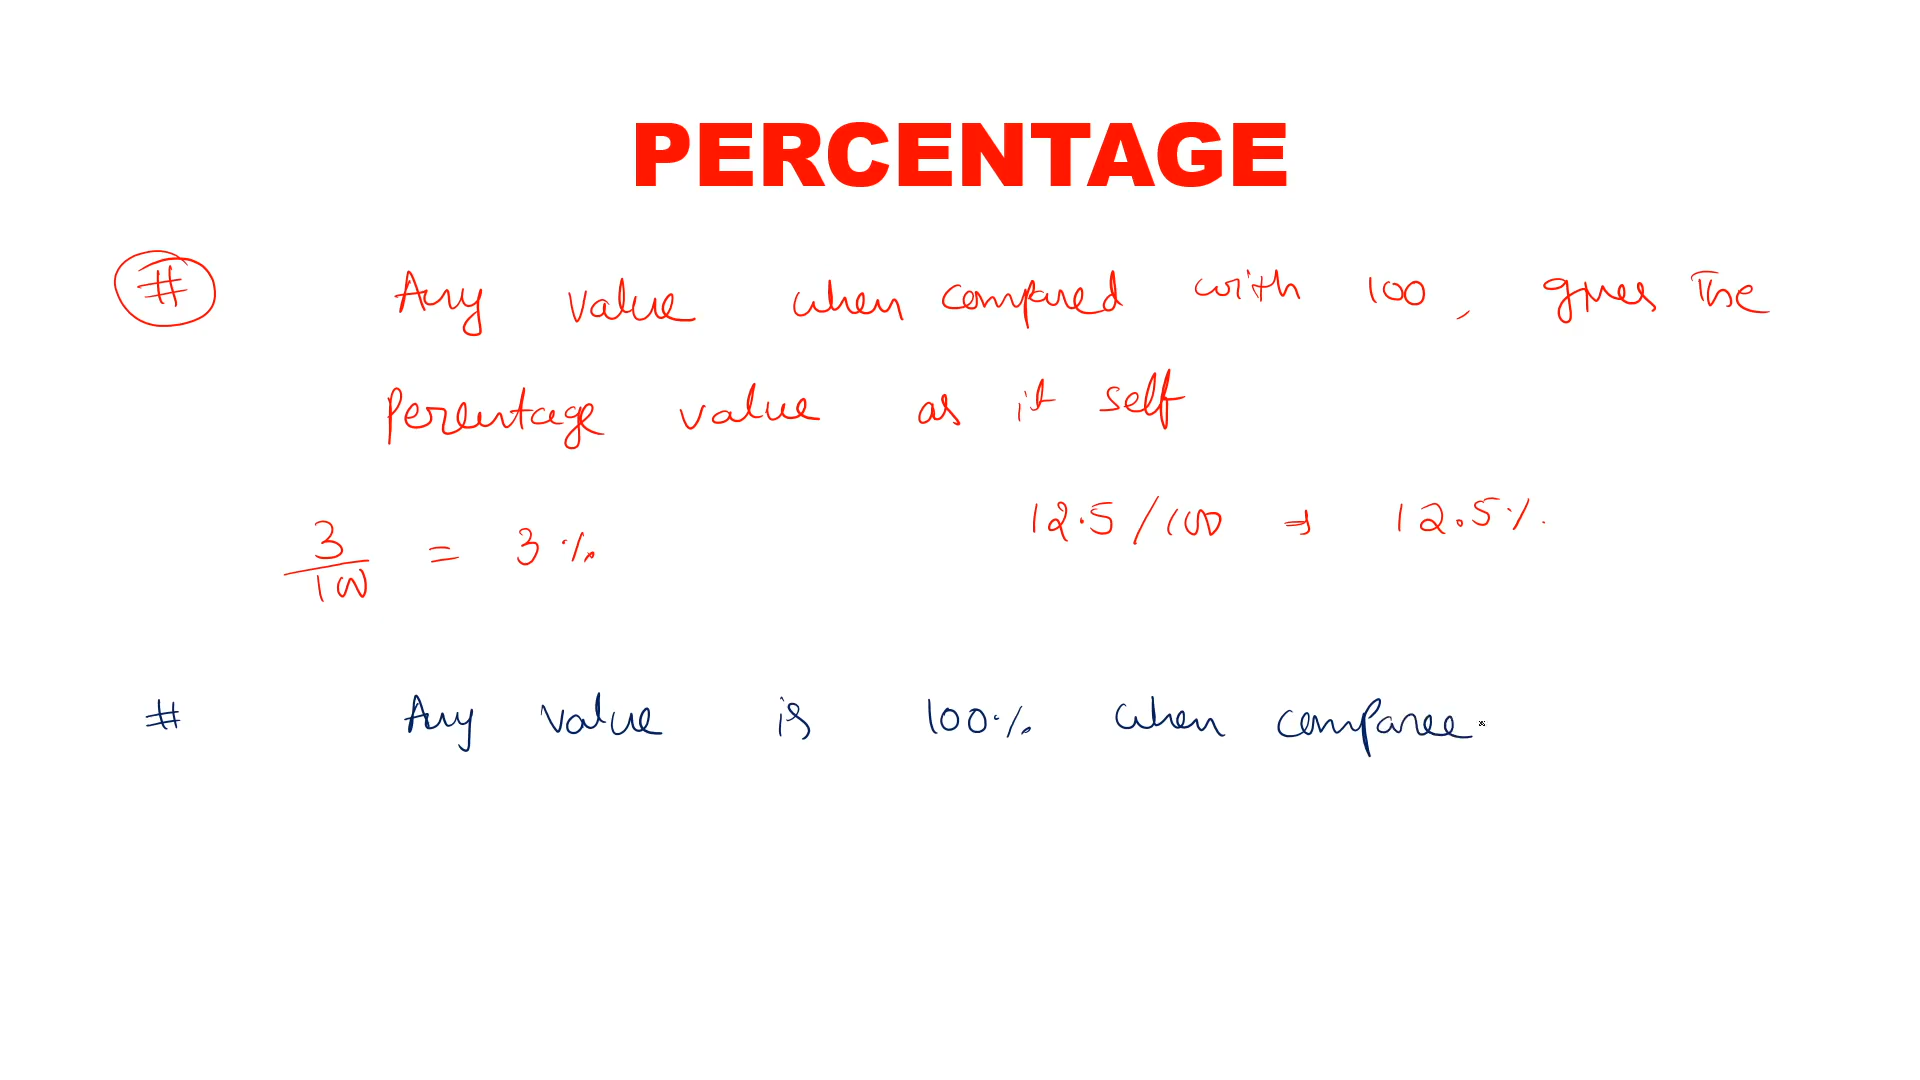 PERCENTAGE
# Any value when compared with 100, gives the
Percentage value as it self
3/100 = 3%
12.5/100 → 12.5%.
# Any value is 100% when compare